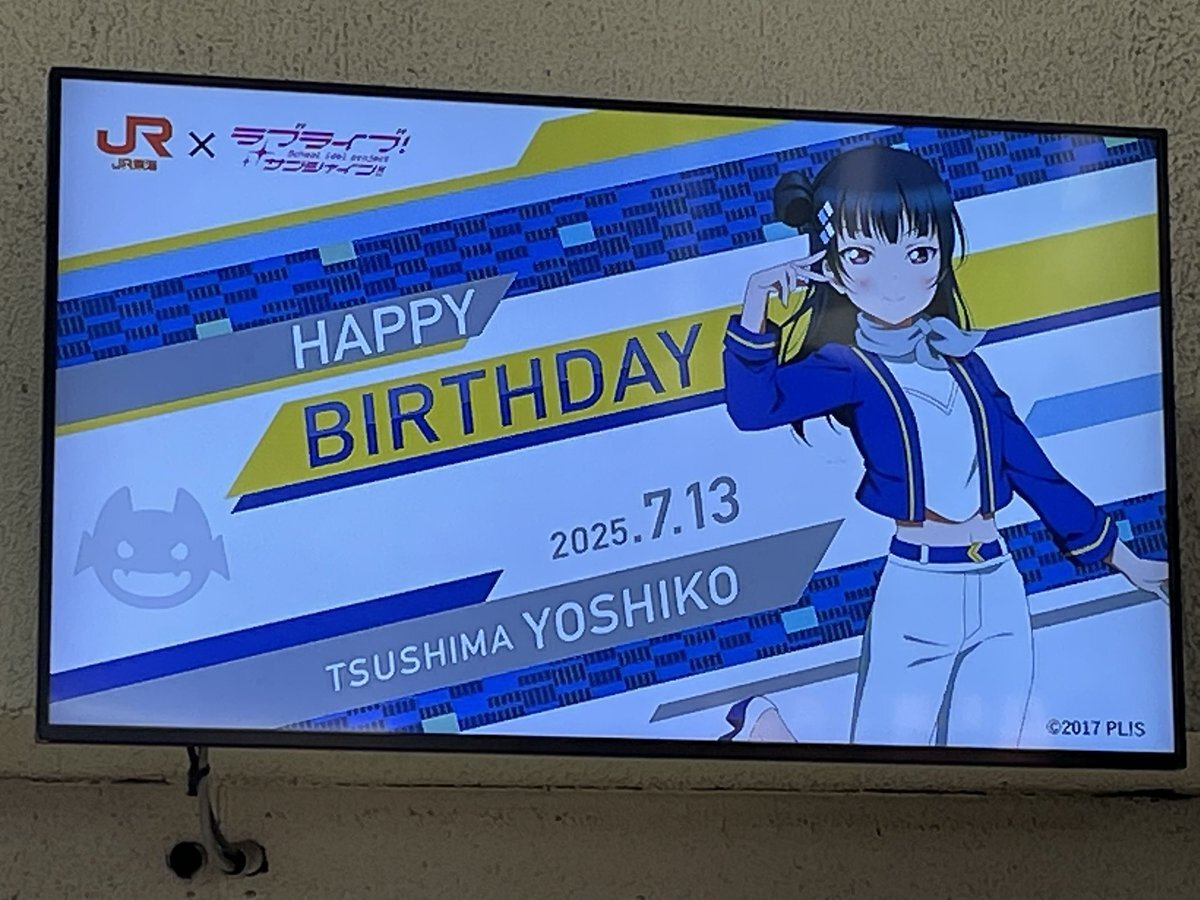 JR × ラブライブ!
JR東海
School idol project
サンシャイン!!
HAPPY
BIRTHDAY
2025.7.13
TSUSHIMA YOSHIKO
©2017 PL!S